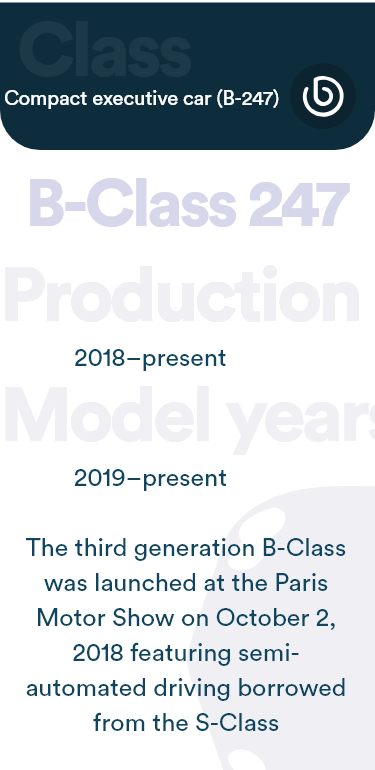 Class
Compact executive car (B-247)
B-Class 247
Production
2018–present
Model years
2019–present
The third generation B-Class
was launched at the Paris
Motor Show on October 2,
2018 featuring semi-
automated driving borrowed
from the S-Class